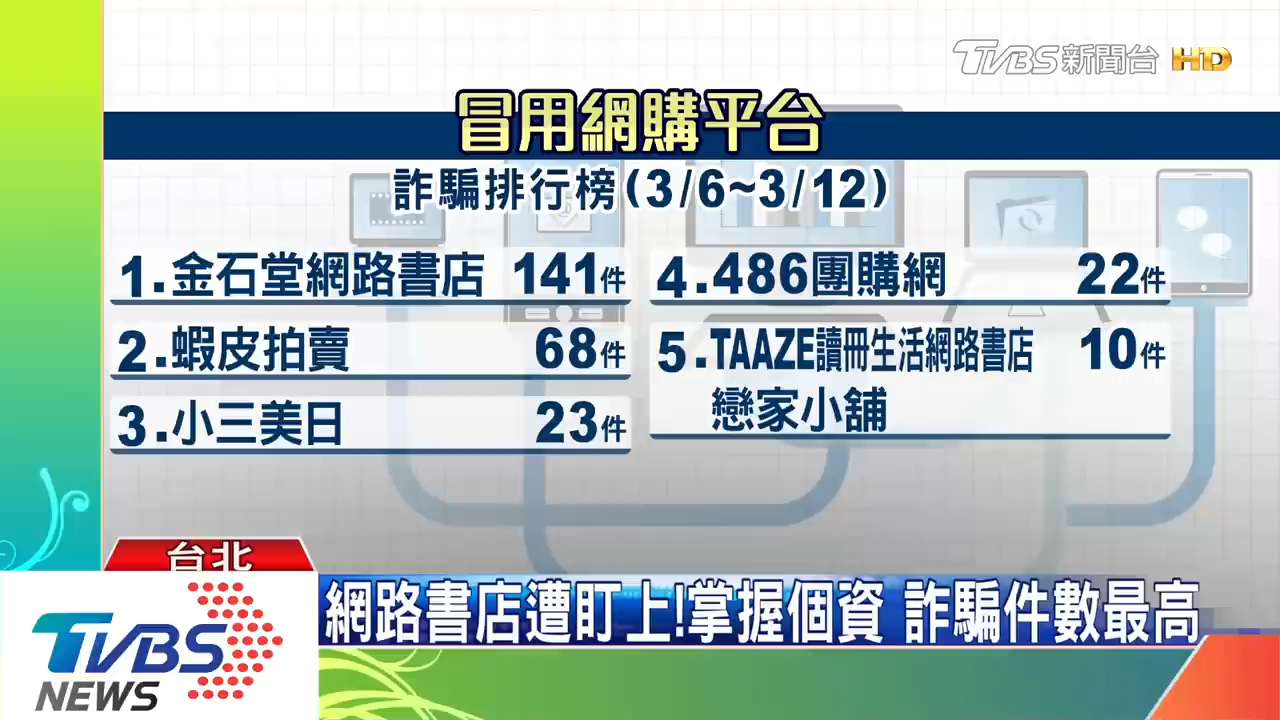 TVBS新聞台 HD
冒用網購平台
詐騙排行榜(3/6~3/12)
1.金石堂網路書店 141件
2.蝦皮拍賣 68件
3.小三美日 23件
4.486團購網 22件
5.TAAZE讀冊生活網路書店 10件
戀家小舖
台北
網路書店遭盯上!掌握個資 詐騙件數最高
TVBS
NEWS